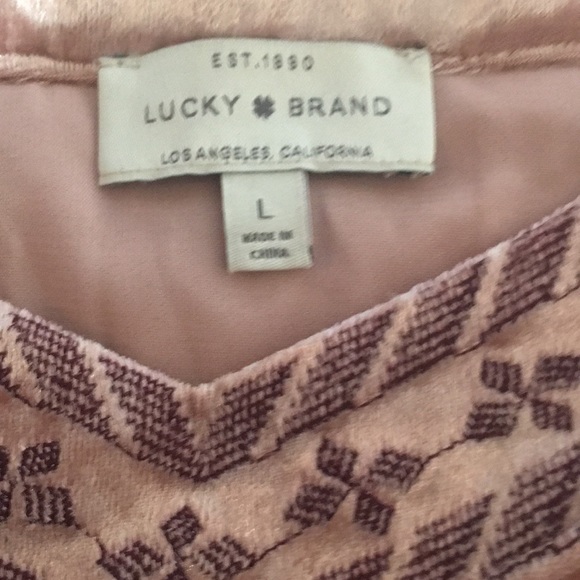 EST.1990
LUCKY BRAND
LOS ANGELES, CALIFORNIA
L
MADE IN
CHINA